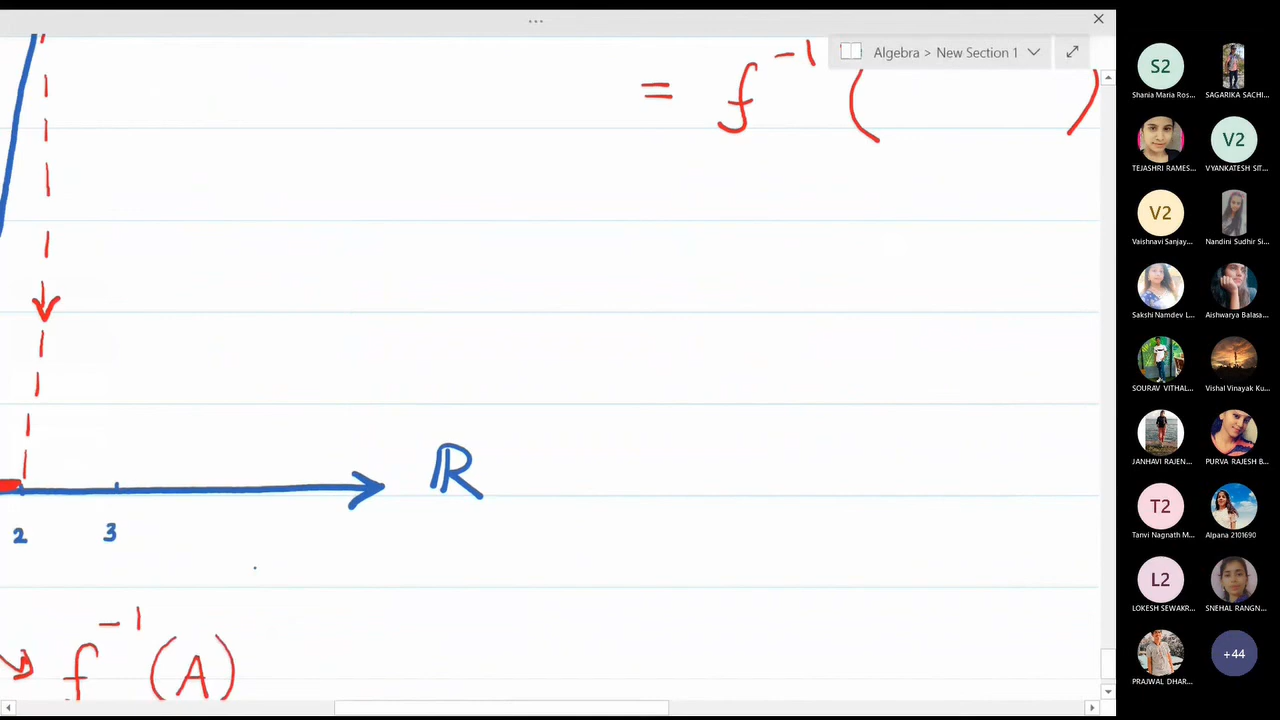 Algebra > New Section 1
= f⁻¹ ( )
ℝ
2 3
f⁻¹ (A)
S2
Shania Maria Ros...
SAGARIKA SACHI...
TEJASHRI RAMES...
V2
VYANKATESH SIT...
V2
Vaishnavi Sanjay...
Nandini Sudhir Si...
Sakshi Namdev L...
Aishwarya Balasa...
SOURAV VITHAL...
Vishal Vinayak Ku...
JANHAVI RAJEN...
PURVA RAJESH B...
T2
Tanvi Nagnath M...
Alpana 2101690
L2
LOKESH SEWAKR...
SNEHAL RANGN...
PRAJWAL DHAR...
+44